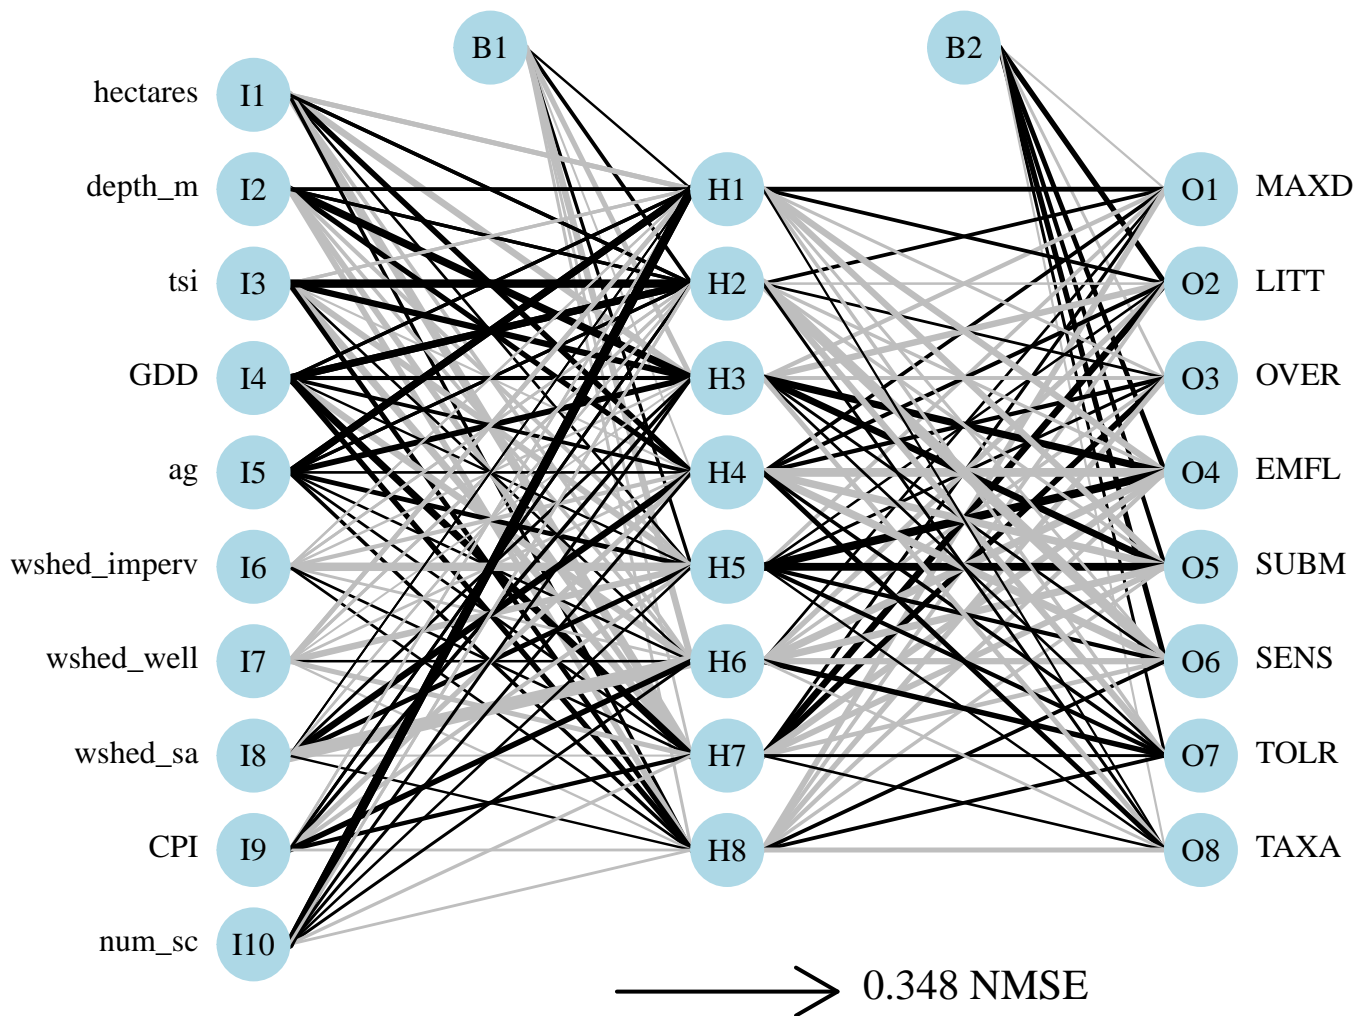 B1 B2
hectares I1
depth_m I2 H1 O1 MAXD
tsi I3 H2 O2 LITT
GDD I4 H3 O3 OVER
ag I5 H4 O4 EMFL
wshed_imperv I6 H5 O5 SUBM
wshed_well I7 H6 O6 SENS
wshed_sa I8 H7 O7 TOLR
CPI I9 H8 O8 TAXA
num_sc I10
0.348 NMSE